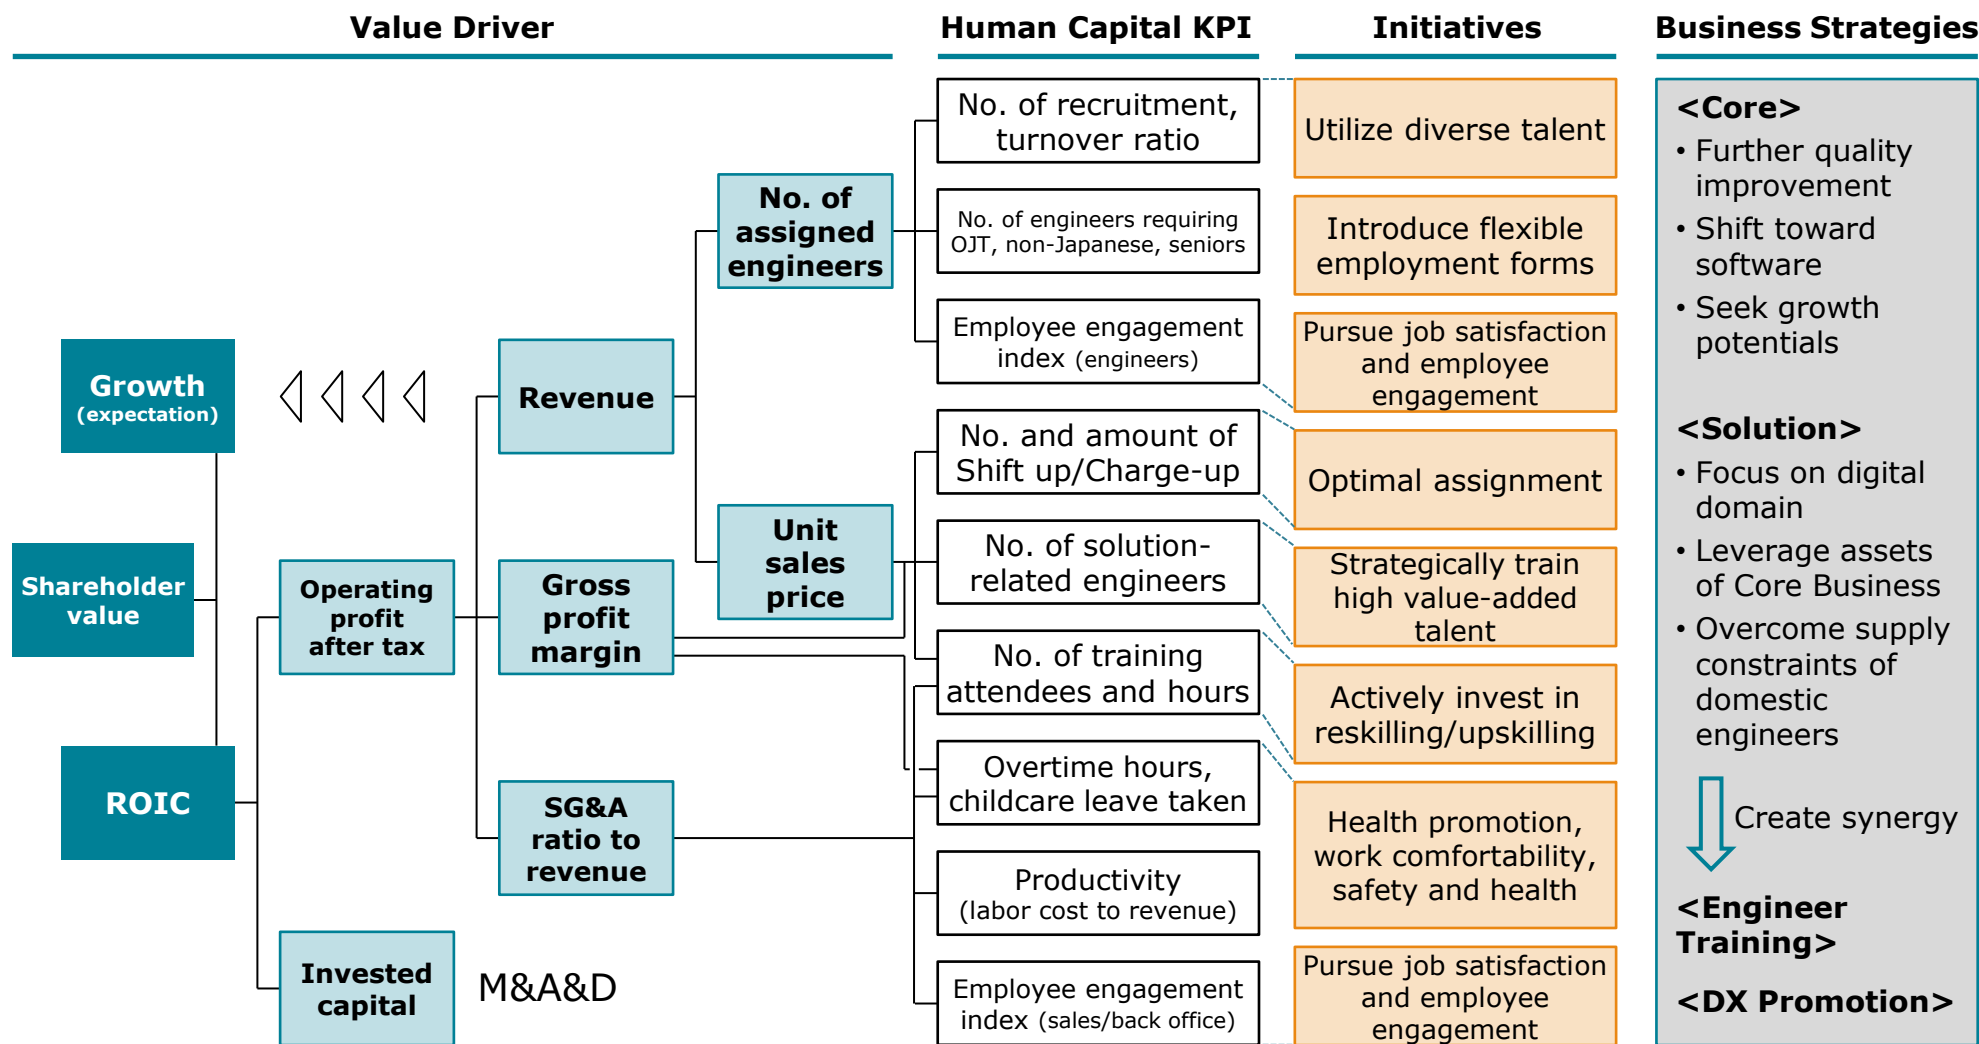 Value Driver
Human Capital KPI
Initiatives
Business Strategies
Shareholder
value
Growth
(expectation)
ROIC
Operating
profit
after tax
Invested
capital
M&A&D
Revenue
Gross
profit
margin
SG&A
ratio to
revenue
No. of
assigned
engineers
Unit
sales
price
No. of recruitment,
turnover ratio
No. of engineers requiring
OJT, non-Japanese, seniors
Employee engagement
index (engineers)
No. and amount of
Shift up/Charge-up
No. of solution-
related engineers
No. of training
attendees and hours
Overtime hours,
childcare leave taken
Productivity
(labor cost to revenue)
Employee engagement
index (sales/back office)
Utilize diverse talent
Introduce flexible
employment forms
Pursue job satisfaction
and employee
engagement
Optimal assignment
Strategically train
high value-added
talent
Actively invest in
reskilling/upskilling
Health promotion,
work comfortability,
safety and health
Pursue job satisfaction
and employee
engagement
<Core>
• Further quality
improvement
• Shift toward
software
• Seek growth
potentials
<Solution>
• Focus on digital
domain
• Leverage assets
of Core Business
• Overcome supply
constraints of
domestic
engineers
Create synergy
<Engineer
Training>
<DX Promotion>